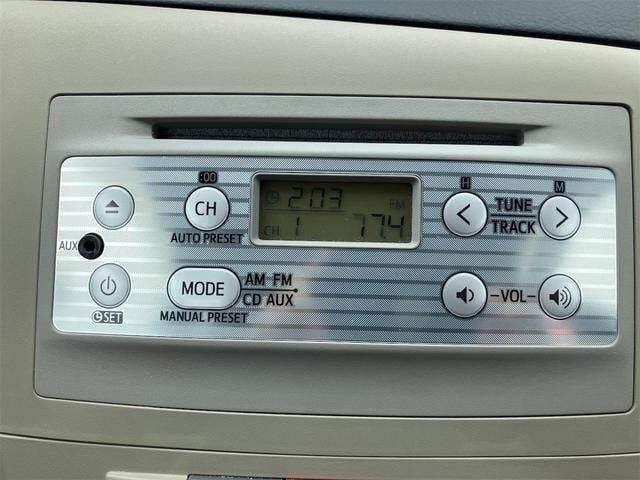 :00
CH
AUTO PRESET
2:03 FM
CH 1 77.4
H
M
TUNE
TRACK
AUX
MODE
AM FM
CD AUX
MANUAL PRESET
SET
-VOL-